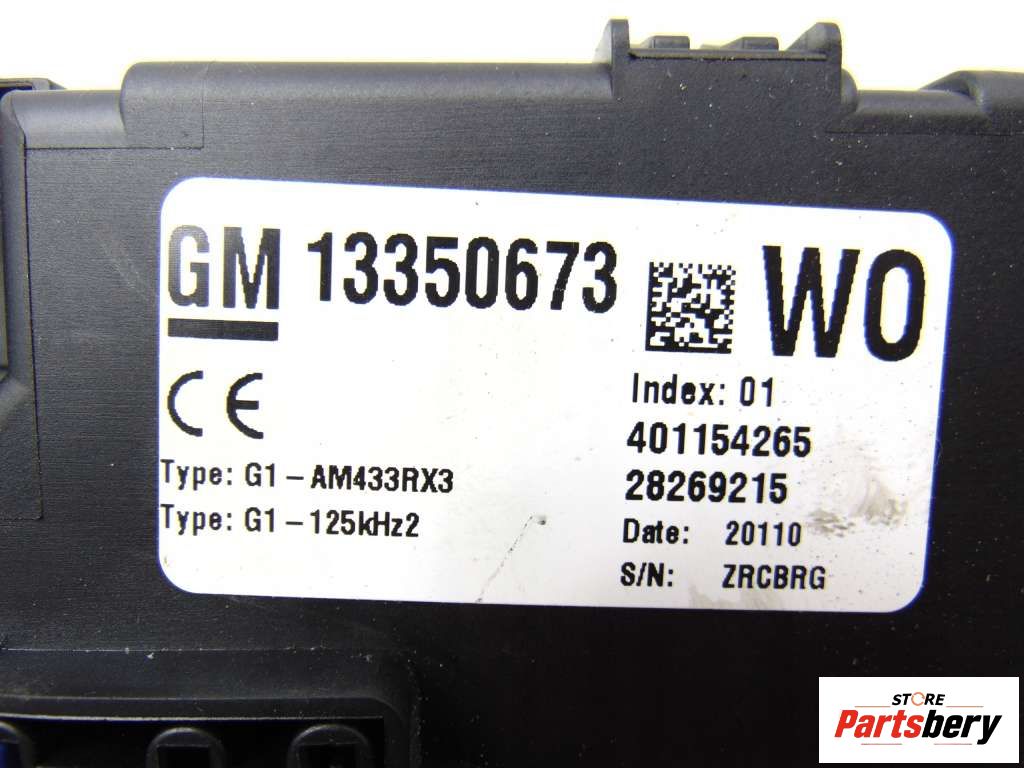 GM 13350673 W0
CE
Index: 01
401154265
Type: G1-AM433RX3
28269215
Type: G1-125kHz2
Date: 20110
S/N: ZRCBRG
STORE
Partsbery